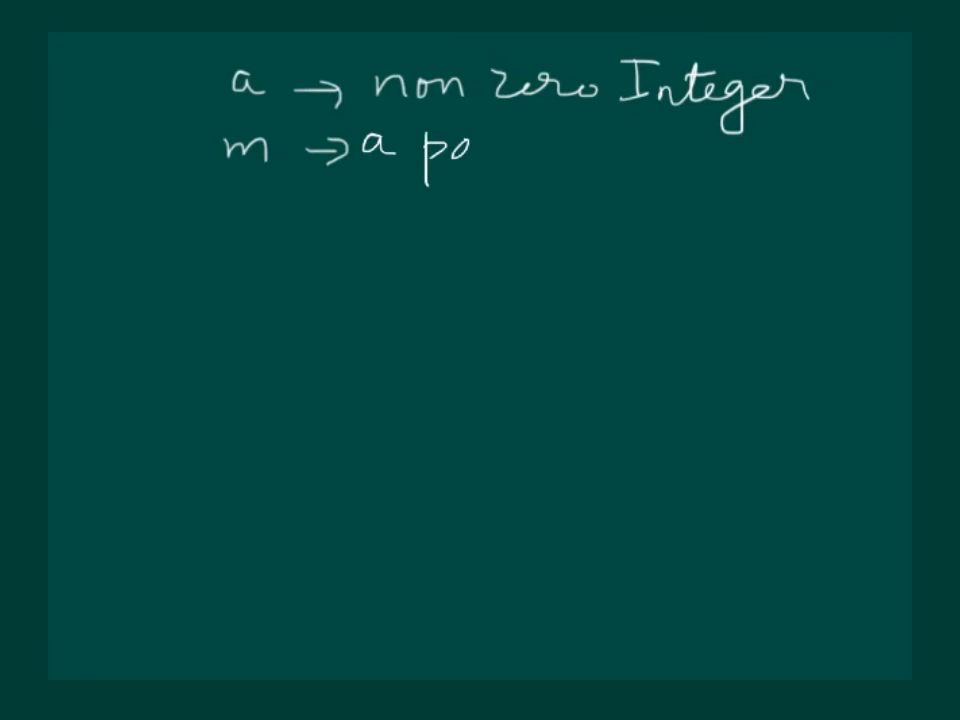 a → non zero Integer
m → a po